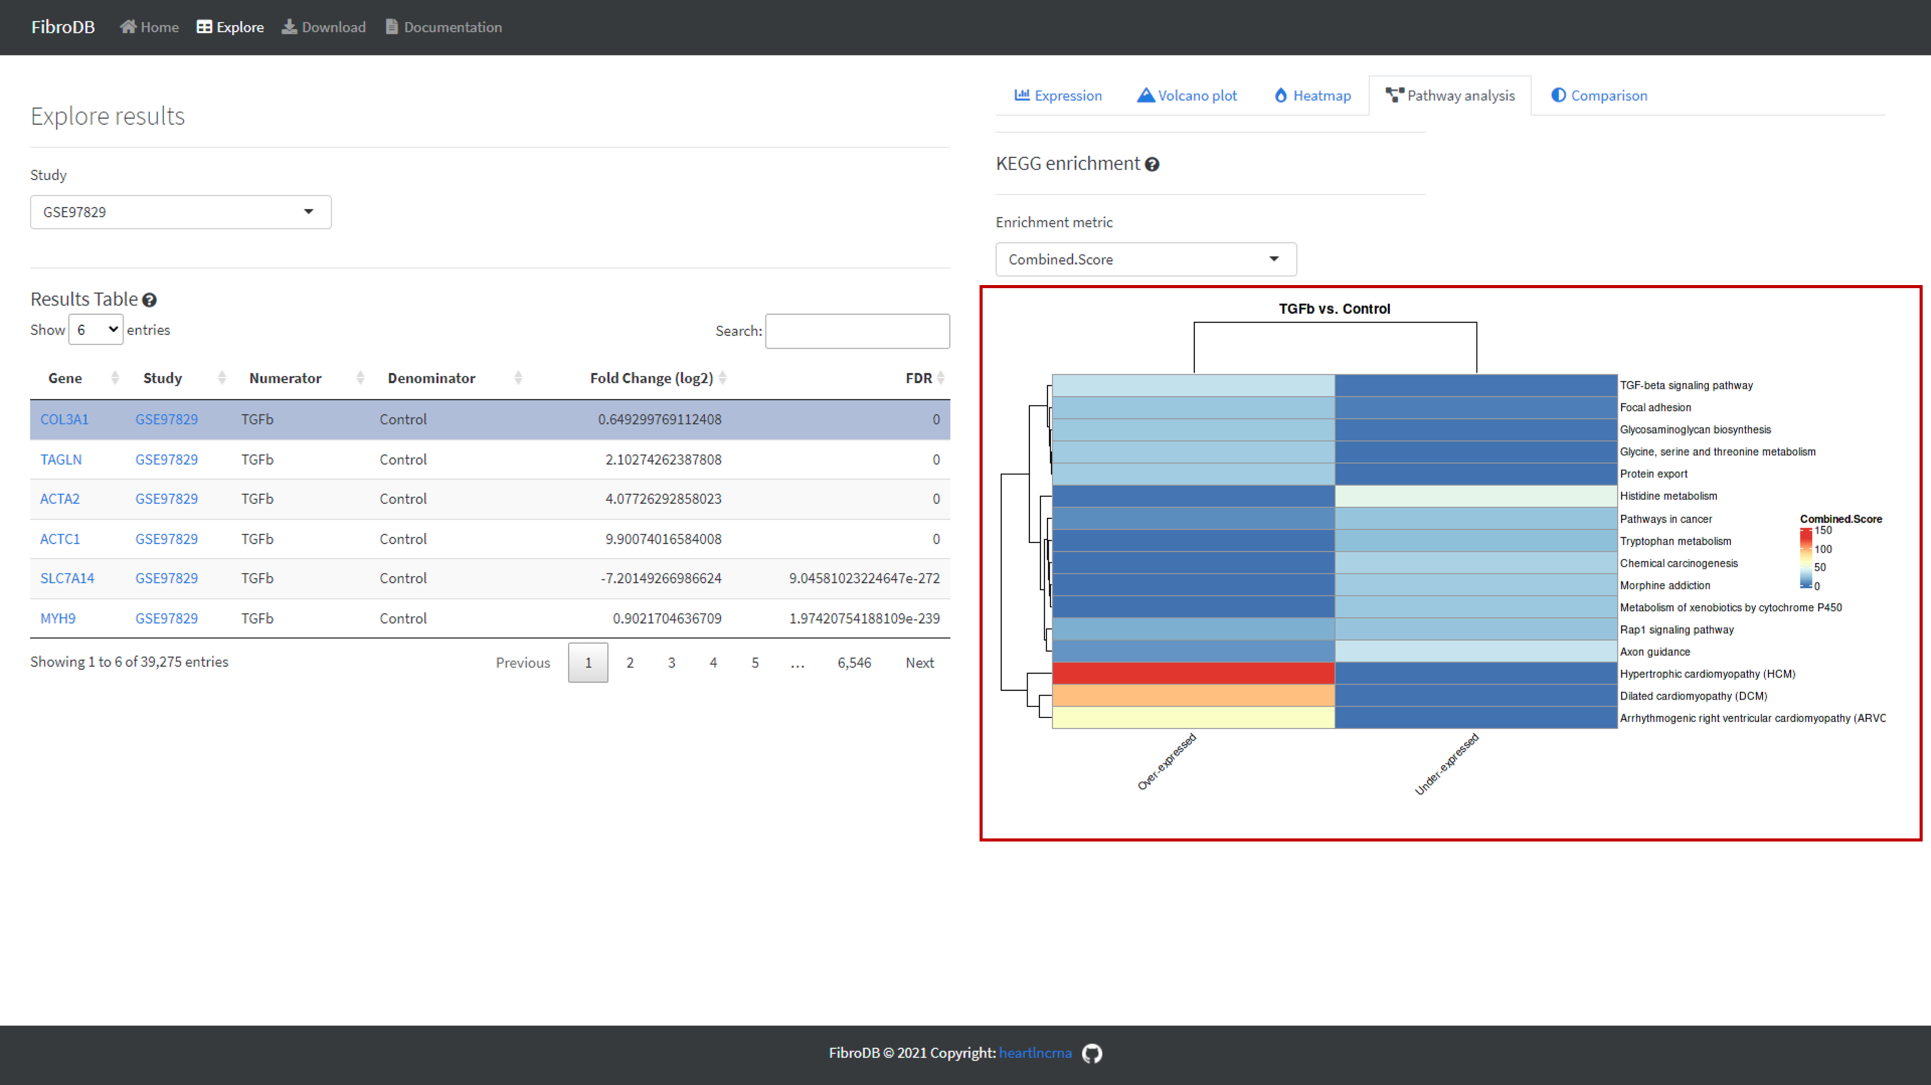 FibroDB Home Explore Download Documentation
Explore results
Study
GSE97829
Results Table
Show 6 entries
Search:
Gene Study Numerator Denominator Fold Change (log2) FDR
COL3A1 GSE97829 TGFb Control 0.649299769112408 0
TAGLN GSE97829 TGFb Control 2.10274262387808 0
ACTA2 GSE97829 TGFb Control 4.07726292858023 0
ACTC1 GSE97829 TGFb Control 9.90074016584008 0
SLC7A14 GSE97829 TGFb Control -7.20149266986624 9.04581023224647e-272
MYH9 GSE97829 TGFb Control 0.9021704636709 1.97420754188109e-239
Showing 1 to 6 of 39,275 entries
Previous 1 2 3 4 5 … 6,546 Next
Expression Volcano plot Heatmap Pathway analysis Comparison
KEGG enrichment
Enrichment metric
Combined.Score
TGFb vs. Control
TGF-beta signaling pathway
Focal adhesion
Glycosaminoglycan biosynthesis
Glycine, serine and threonine metabolism
Protein export
Histidine metabolism
Pathways in cancer
Tryptophan metabolism
Chemical carcinogenesis
Morphine addiction
Metabolism of xenobiotics by cytochrome P450
Rap1 signaling pathway
Axon guidance
Hypertrophic cardiomyopathy (HCM)
Dilated cardiomyopathy (DCM)
Arrhythmogenic right ventricular cardiomyopathy (ARVC
Combined.Score
150
100
50
0
Over-expressed
Under-expressed
FibroDB © 2021 Copyright: heartlncrna